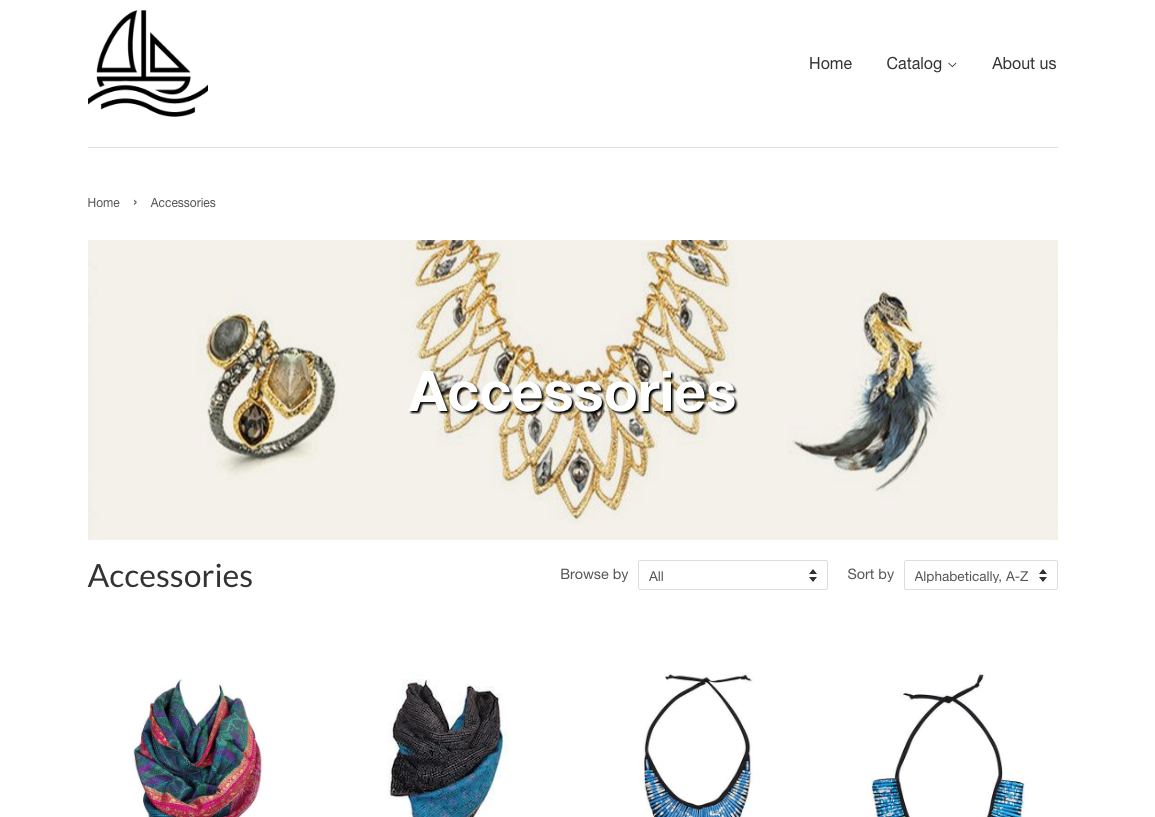 Home Catalog About us
Home › Accessories
Accessories
Accessories Browse by All Sort by Alphabetically, A-Z